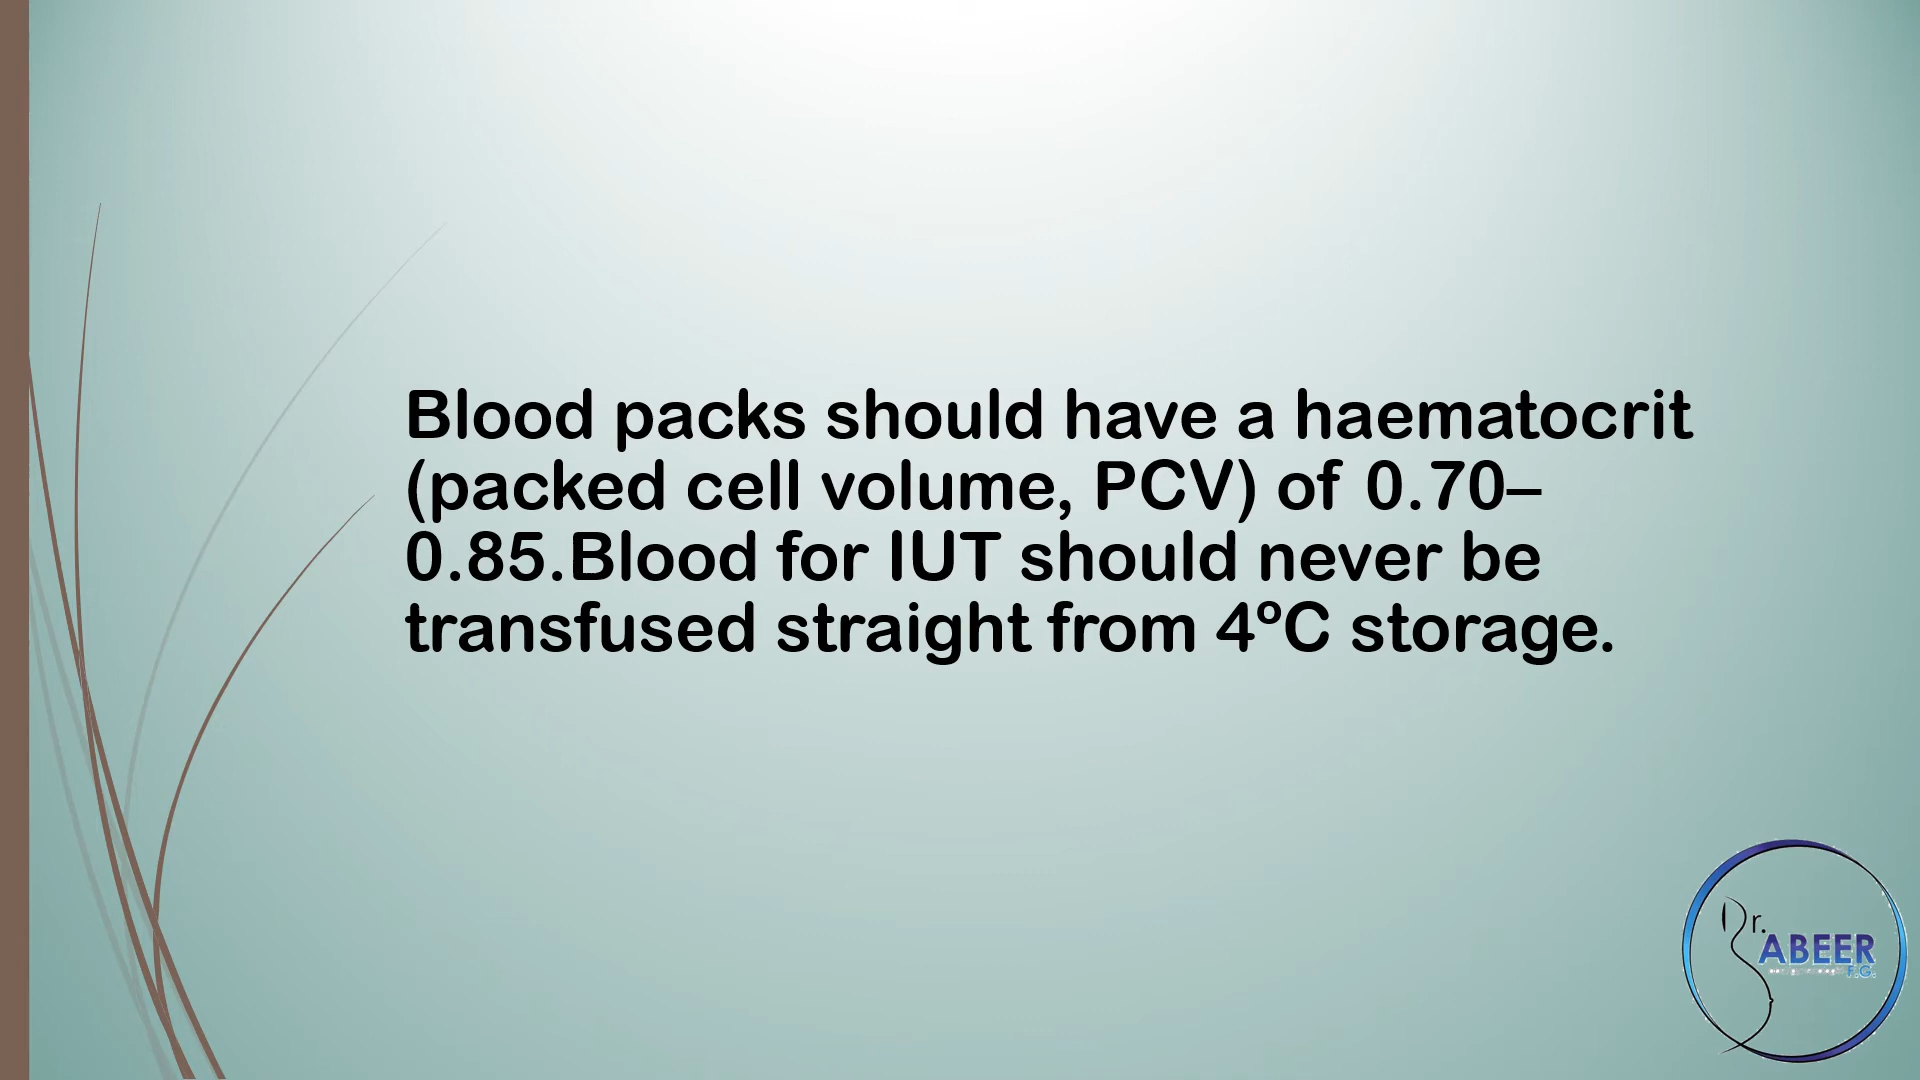 Blood packs should have a haematocrit
(packed cell volume, PCV) of 0.70–
0.85.Blood for IUT should never be
transfused straight from 4ºC storage.
Dr.
ABEER
F.G.